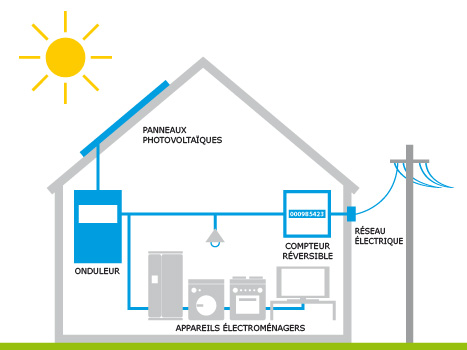 PANNEAUX
PHOTOVOLTAÏQUES
000985423
RÉSEAU
ÉLECTRIQUE
COMPTEUR
RÉVERSIBLE
ONDULEUR
APPAREILS ÉLECTROMÉNAGERS